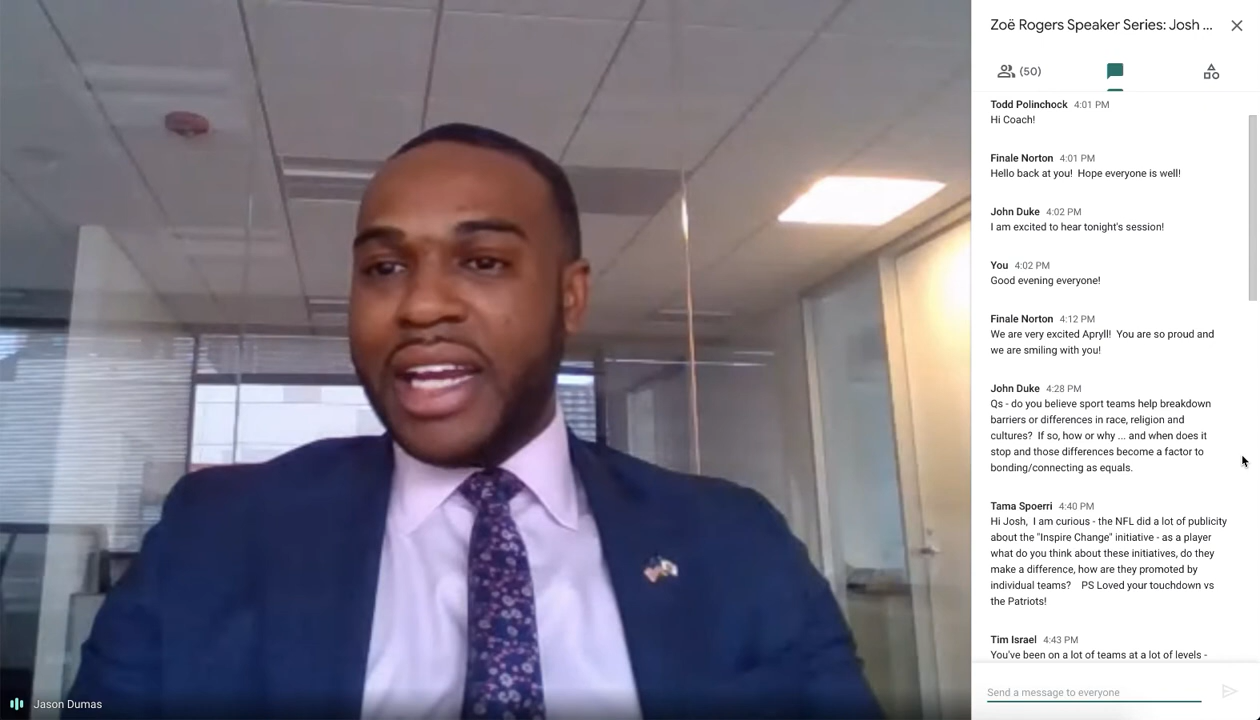 Zoë Rogers Speaker Series: Josh ...
(50)
Todd Polinchock 4:01 PM
Hi Coach!
Finale Norton 4:01 PM
Hello back at you!  Hope everyone is well!
John Duke 4:02 PM
I am excited to hear tonight's session!
You 4:02 PM
Good evening everyone!
Finale Norton 4:12 PM
We are very excited Apryll!  You are so proud and
we are smiling with you!
John Duke 4:28 PM
Qs - do you believe sport teams help breakdown
barriers or differences in race, religion and
cultures?  If so, how or why ... and when does it
stop and those differences become a factor to
bonding/connecting as equals.
Tama Spoerri 4:40 PM
Hi Josh,  I am curious - the NFL did a lot of publicity
about the "Inspire Change" initiative - as a player
what do you think about these initiatives, do they
make a difference, how are they promoted by
individual teams?    PS Loved your touchdown vs
the Patriots!
Tim Israel 4:43 PM
You've been on a lot of teams at a lot of levels -
Send a message to everyone
Jason Dumas